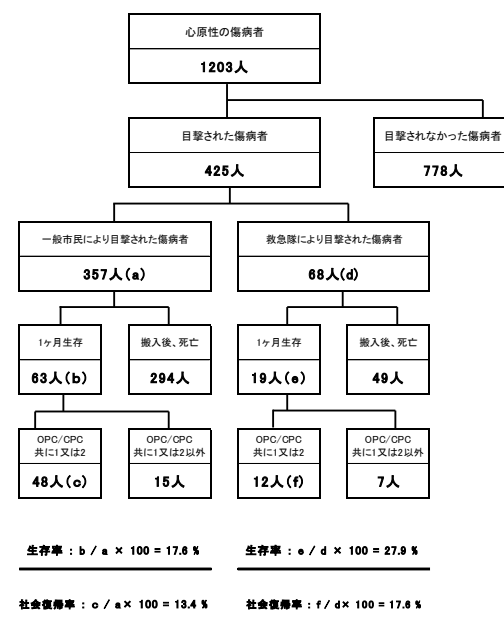 心原性の傷病者
1203人
目撃された傷病者
目撃されなかった傷病者
425人
778人
一般市民により目撃された傷病者
救急隊により目撃された傷病者
357人(a)
68人(d)
1ヶ月生存
搬入後、死亡
1ヶ月生存
搬入後、死亡
63人(b)
294人
19人(e)
49人
OPC/CPC
共に1又は2
OPC/CPC
共に1又は2以外
OPC/CPC
共に1又は2
OPC/CPC
共に1又は2以外
48人(c)
15人
12人(f)
7人
生存率 : b / a × 100 = 17.6 %
生存率 : e / d × 100 = 27.9 %
社会復帰率 : c / a× 100 = 13.4 %
社会復帰率 : f / d× 100 = 17.6 %